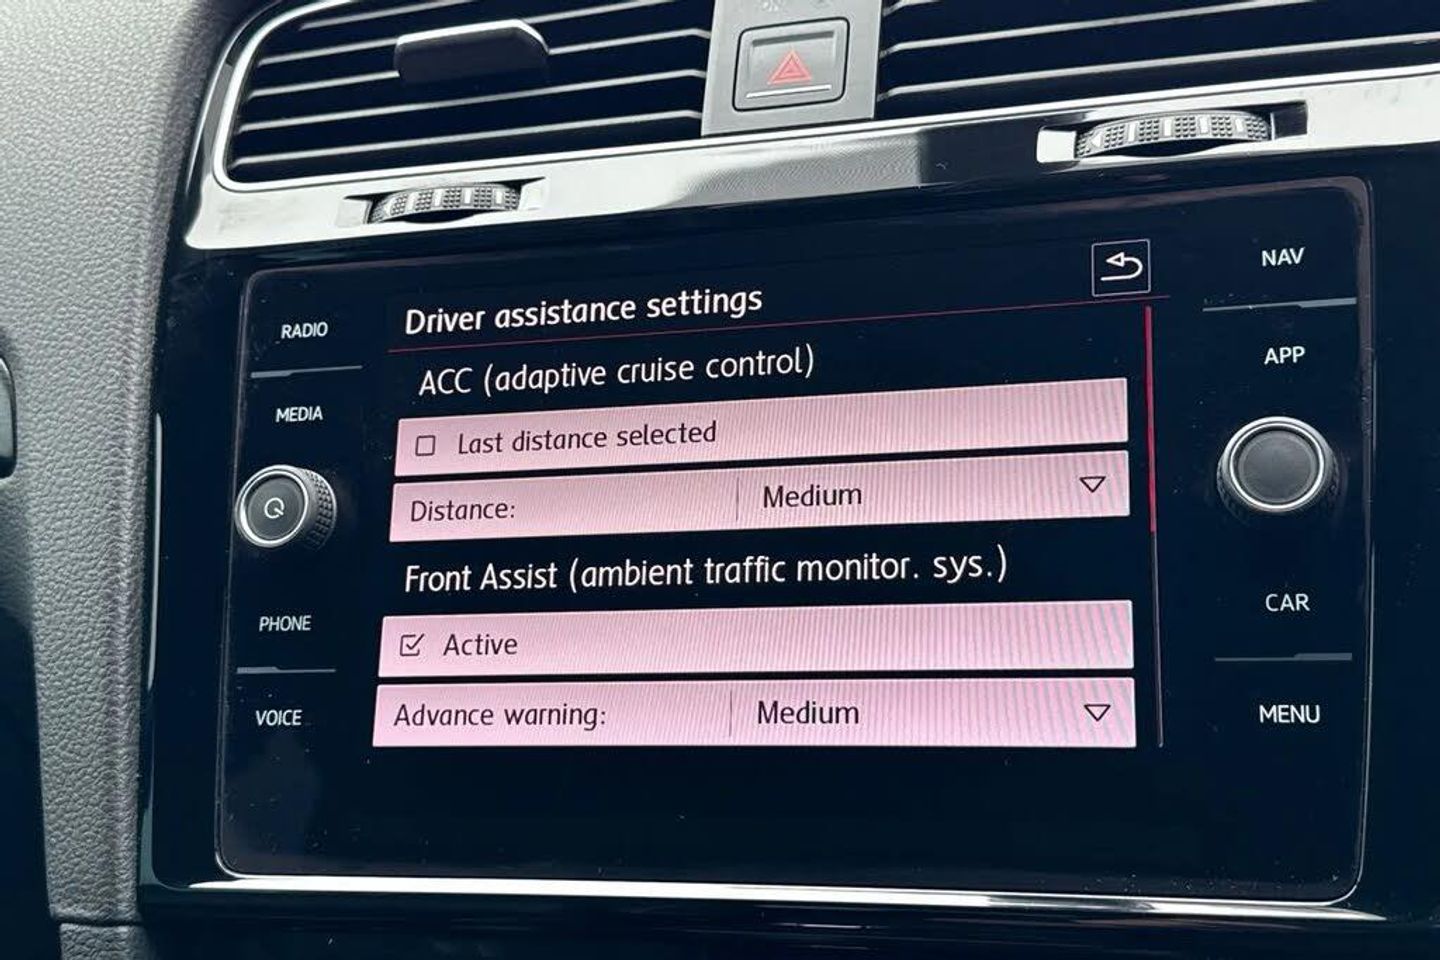 Driver assistance settings
ACC (adaptive cruise control)
Last distance selected
Distance: Medium
Front Assist (ambient traffic monitor. sys.)
Active
Advance warning: Medium
RADIO
MEDIA
PHONE
VOICE
NAV
APP
CAR
MENU